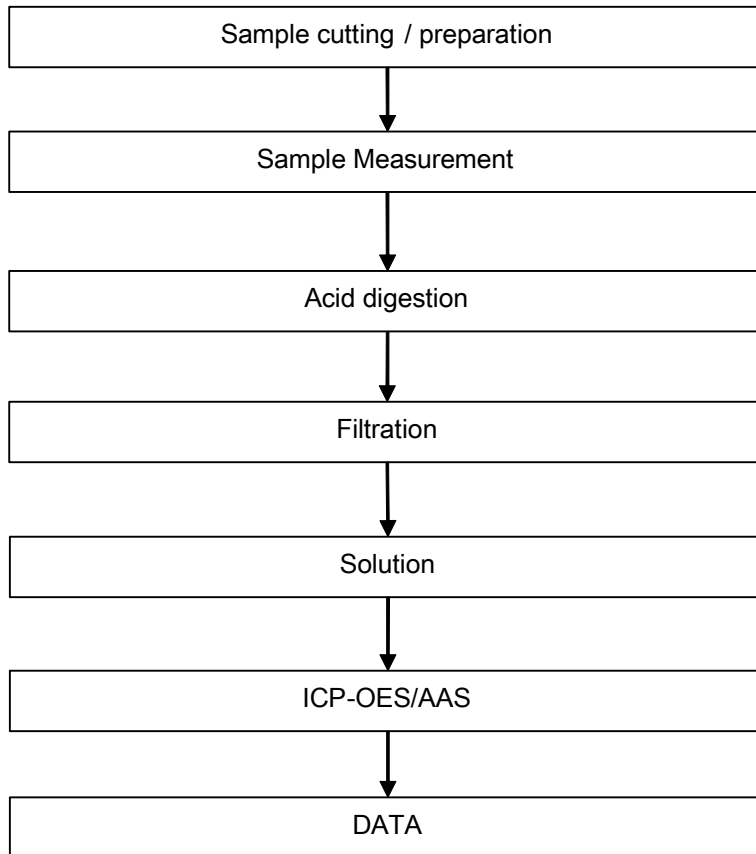 Sample cutting / preparation
Sample Measurement
Acid digestion
Filtration
Solution
ICP-OES/AAS
DATA